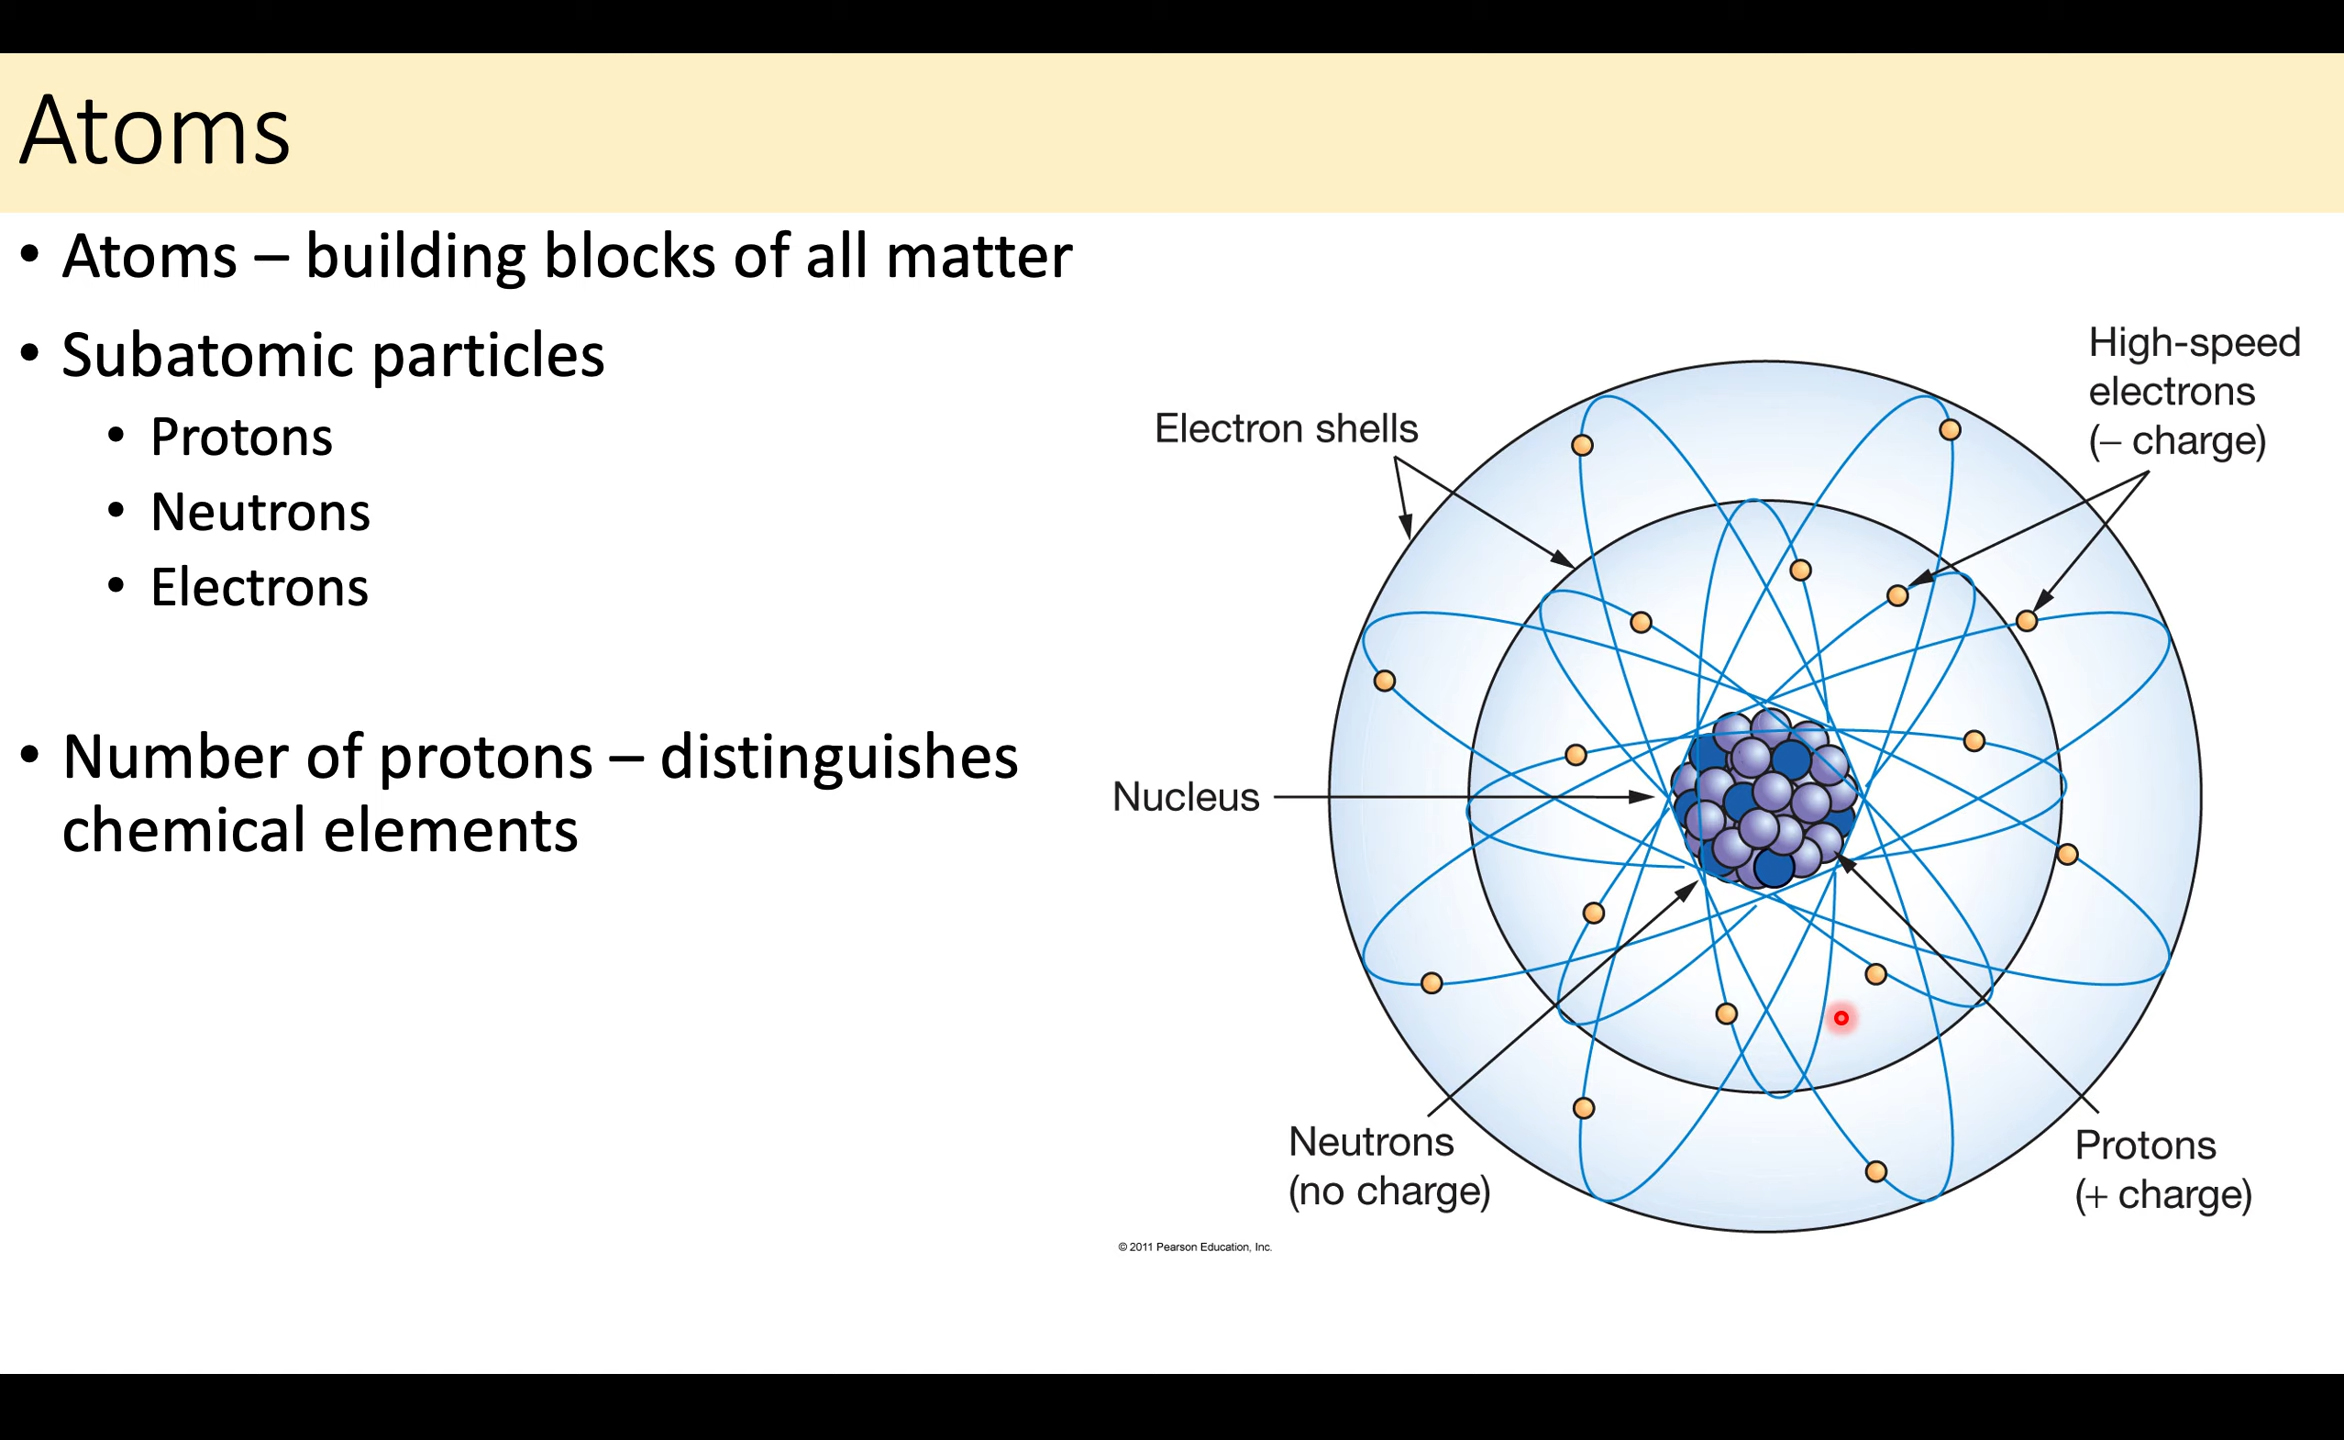 Atoms
• Atoms – building blocks of all matter
• Subatomic particles
• Protons
• Neutrons
• Electrons
• Number of protons – distinguishes
chemical elements
High-speed
electrons
(– charge)
Electron shells
Nucleus
Neutrons
(no charge)
Protons
(+ charge)
© 2011 Pearson Education, Inc.